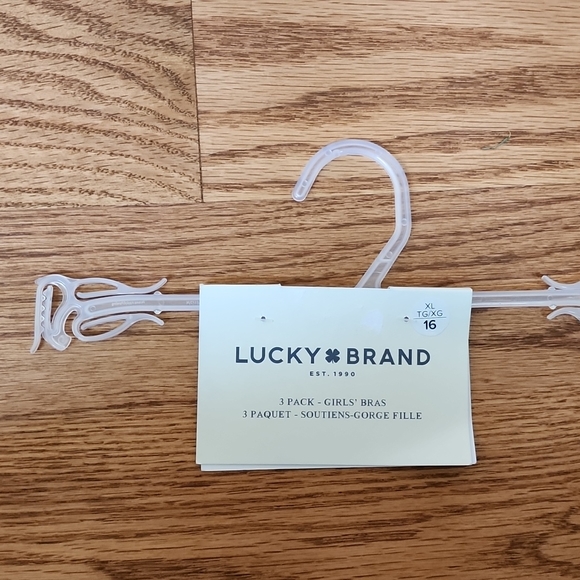 XL
TG/XG
16
LUCKY BRAND
EST. 1990
3 PACK - GIRLS' BRAS
3 PAQUET - SOUTIENS-GORGE FILLE